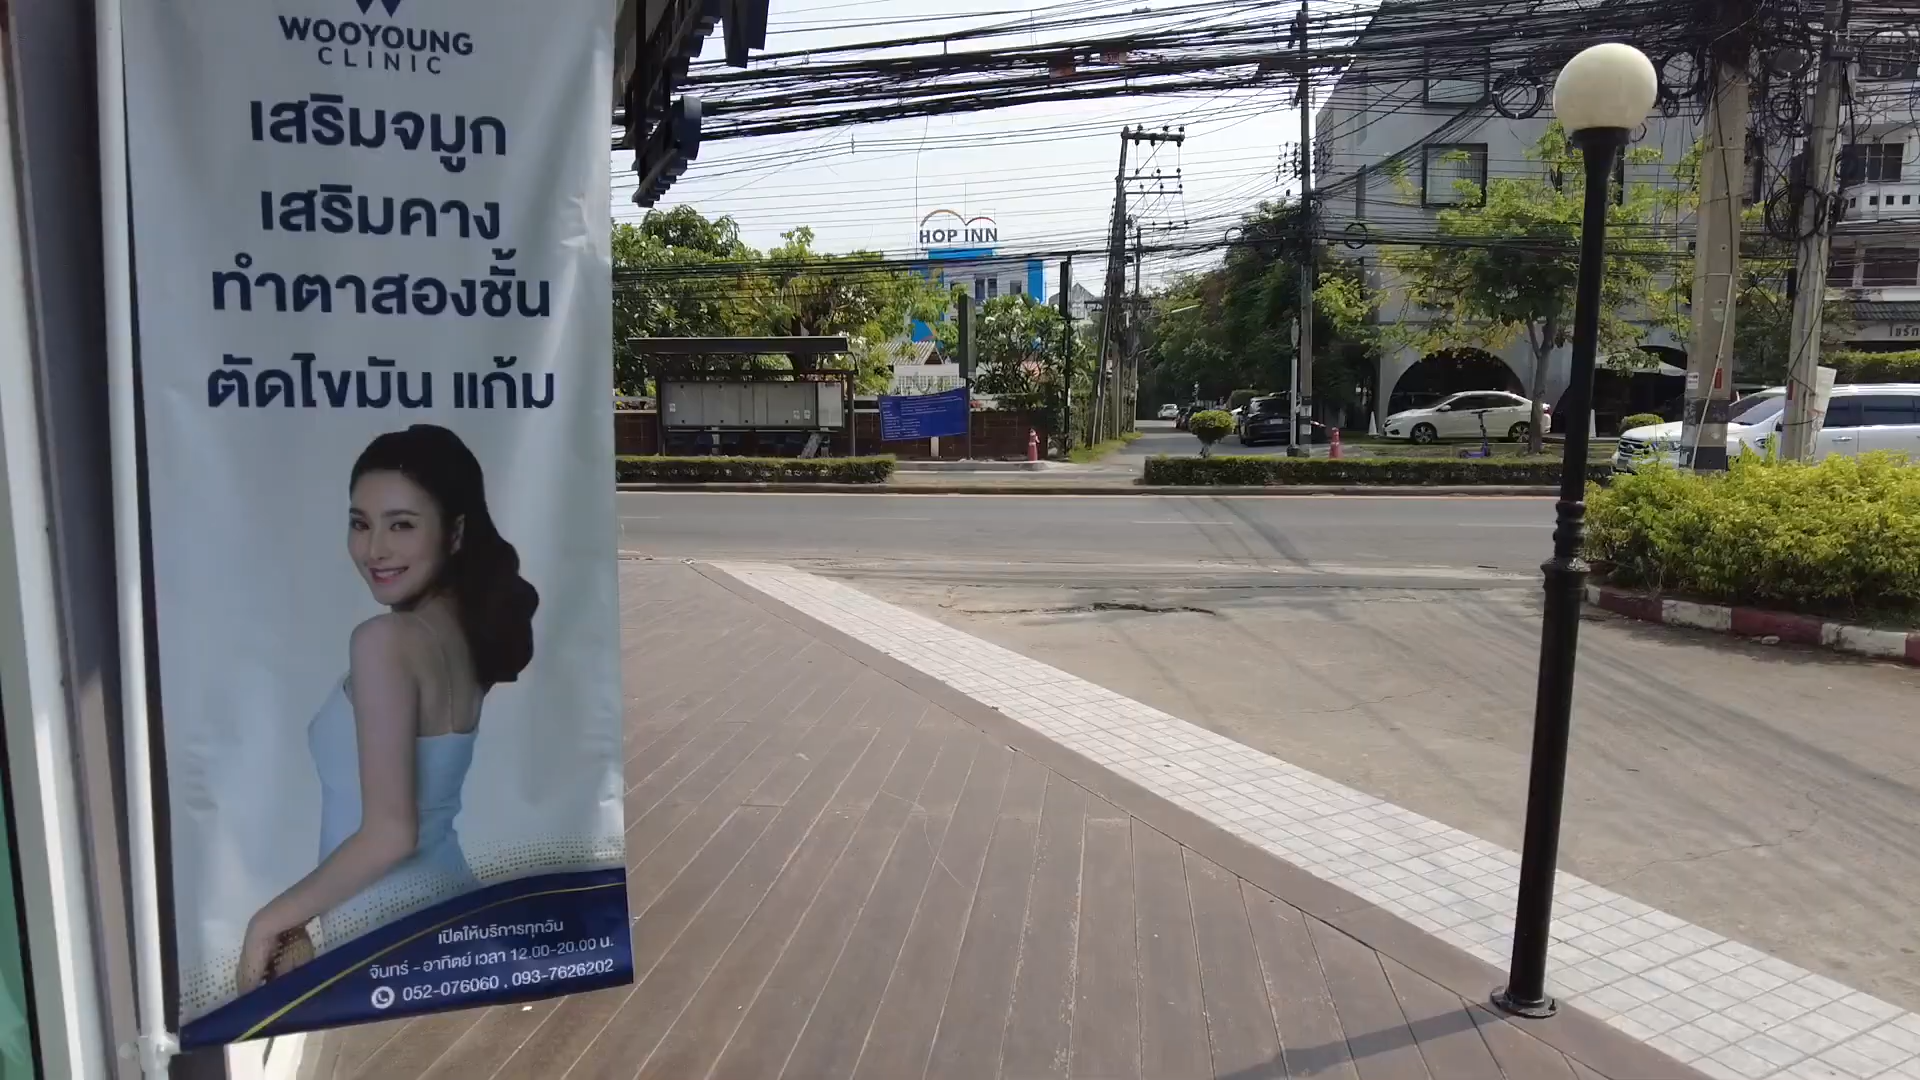 WOOYOUNG
CLINIC
เสริมจมูก
เสริมคาง
ทำตาสองชั้น
ตัดไขมัน แก้ม
เปิดให้บริการทุกวัน
จันทร์ - อาทิตย์ เวลา 12.00-20.00 น.
052-076060 , 093-7626202
HOP INN